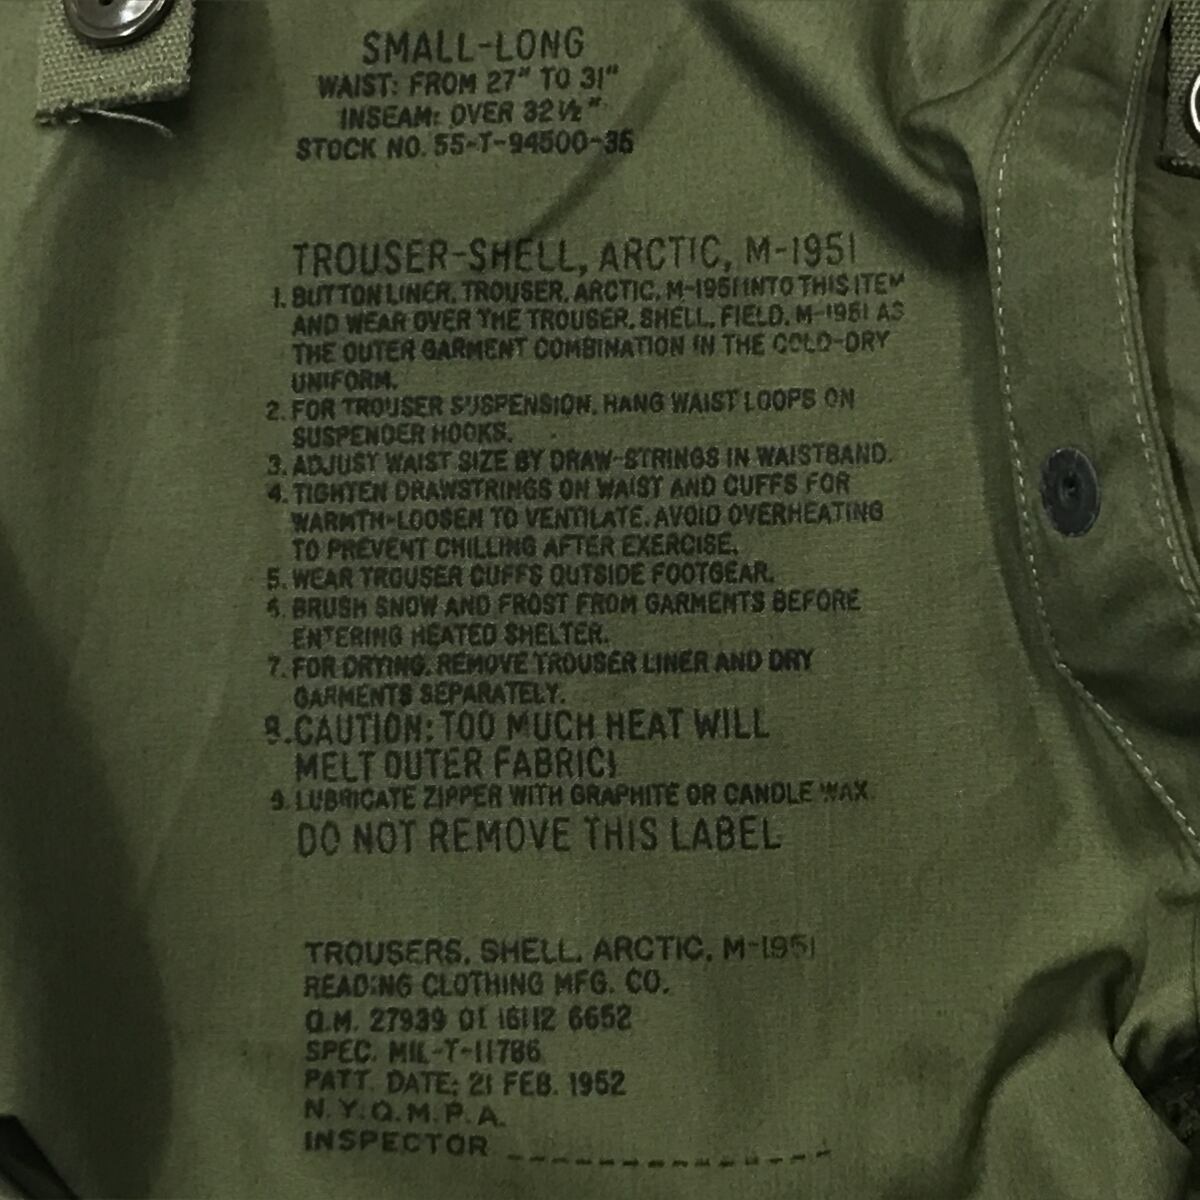 SMALL-LONG
WAIST: FROM 27" TO 31"
INSEAM: OVER 32 1/2"
STOCK NO. 55-T-94500-35
TROUSER-SHELL, ARCTIC, M-1951
1. BUTTON LINER, TROUSER, ARCTIC, M-1951 INTO THIS ITEM
AND WEAR OVER THE TROUSER, SHELL, FIELD, M-1951 AS
THE OUTER GARMENT COMBINATION IN THE COLD-DRY
UNIFORM.
2. FOR TROUSER SUSPENSION, HANG WAIST LOOPS ON
SUSPENDER HOOKS.
3. ADJUST WAIST SIZE BY DRAW-STRINGS IN WAISTBAND.
4. TIGHTEN DRAWSTRINGS ON WAIST AND CUFFS FOR
WARMTH-LOOSEN TO VENTILATE. AVOID OVERHEATING
TO PREVENT CHILLING AFTER EXERCISE.
5. WEAR TROUSER CUFFS OUTSIDE FOOTGEAR.
6. BRUSH SNOW AND FROST FROM GARMENTS BEFORE
ENTERING HEATED SHELTER.
7. FOR DRYING, REMOVE TROUSER LINER AND DRY
GARMENTS SEPARATELY.
8. CAUTION: TOO MUCH HEAT WILL
MELT OUTER FABRIC!
9. LUBRICATE ZIPPER WITH GRAPHITE OR CANDLE WAX.
DO NOT REMOVE THIS LABEL
TROUSERS, SHELL, ARCTIC, M-1951
READING CLOTHING MFG. CO.
Q.M. 27939 OI 16112 6652
SPEC. MIL-T-11786
PATT. DATE: 21 FEB. 1952
N.Y.Q.M.P.A.
INSPECTOR